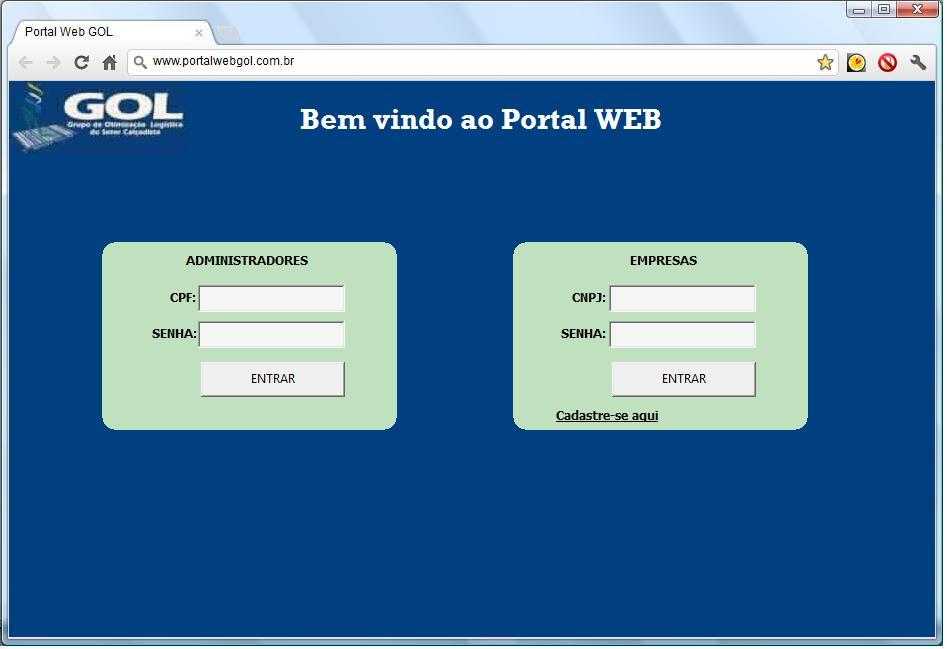 Portal Web GOL
www.portalwebgol.com.br
GOL
Grupo de Otimização Logística
do Setor Calçadista
Bem vindo ao Portal WEB
ADMINISTRADORES
CPF:
SENHA:
ENTRAR
EMPRESAS
CNPJ:
SENHA:
ENTRAR
Cadastre-se aqui